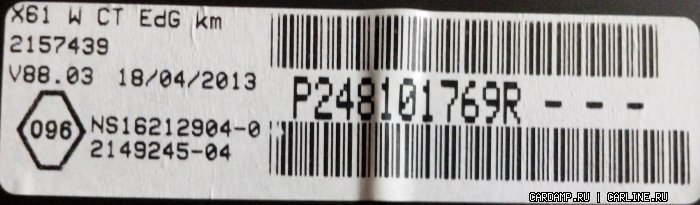 X61 W CT EdG km
2157439
V88.03 18/04/2013
P248101769R - - -
096
NS16212904-0
2149245-04
CARDAMP.RU | CARLINE.RU